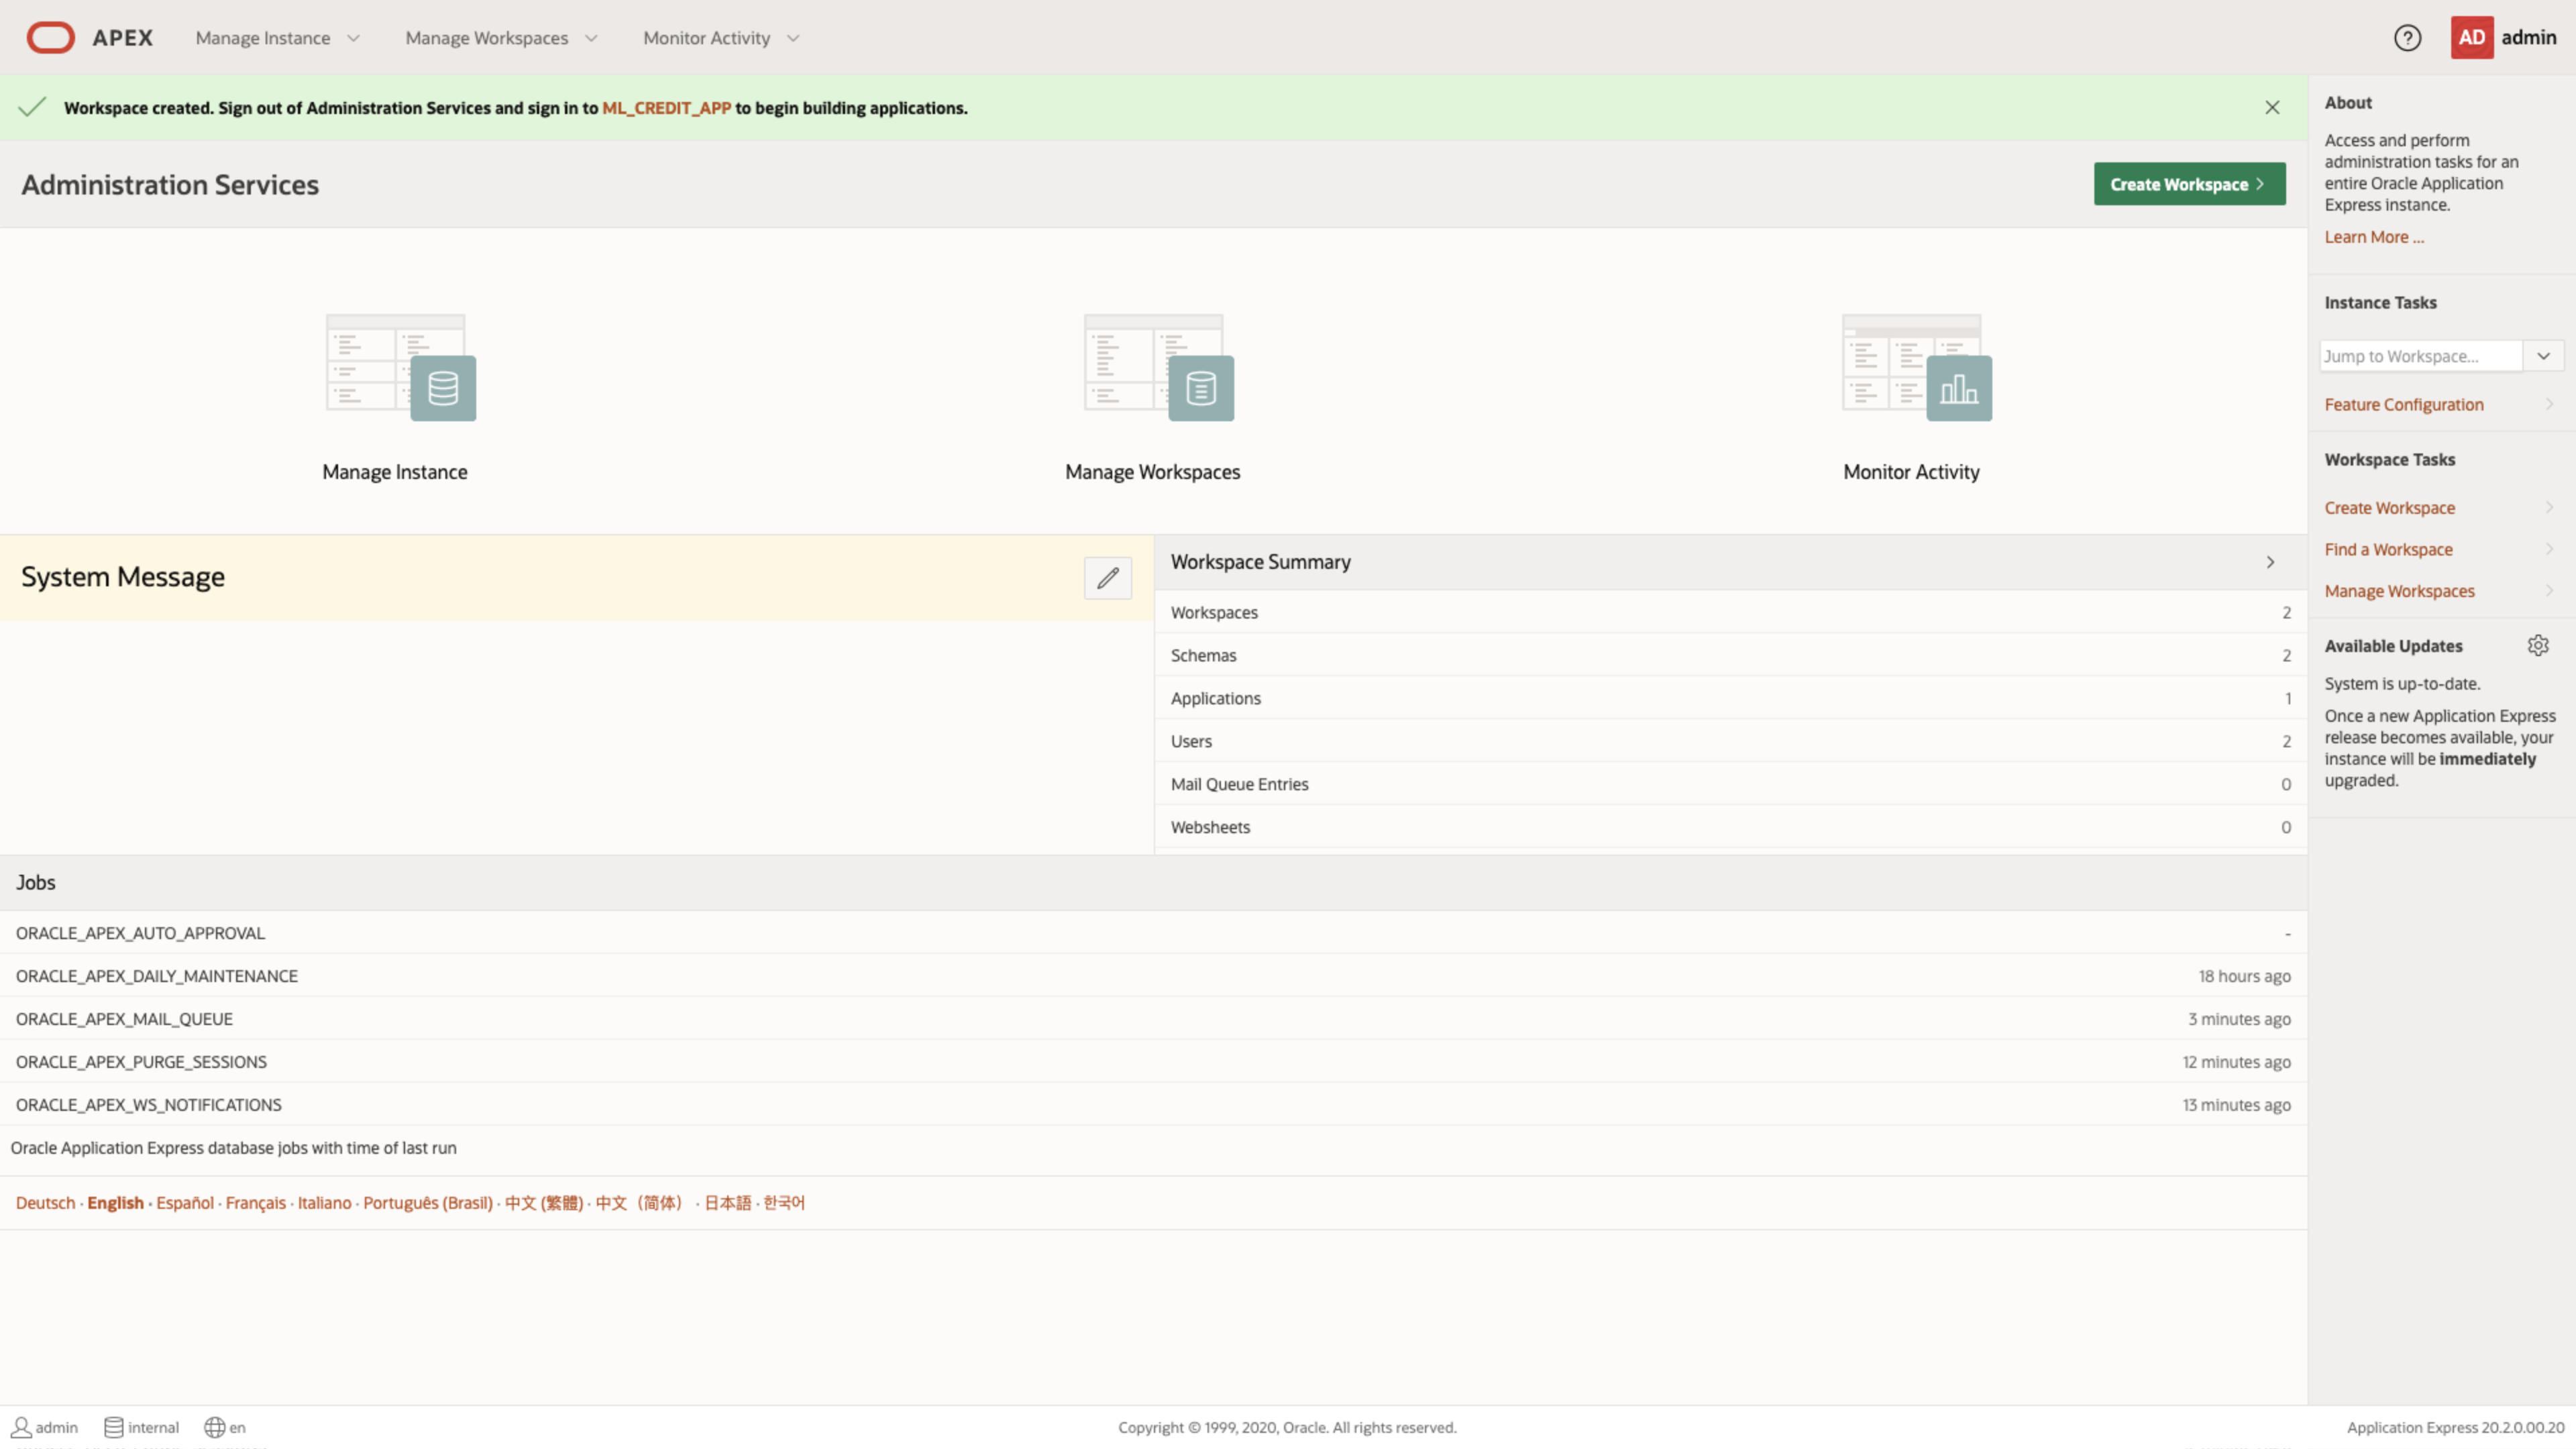 APEX Manage Instance Manage Workspaces Monitor Activity AD admin
Workspace created. Sign out of Administration Services and sign in to ML_CREDIT_APP to begin building applications.
Administration Services
Create Workspace
Manage Instance
Manage Workspaces
Monitor Activity
System Message
Workspace Summary
Workspaces 2
Schemas 2
Applications 1
Users 2
Mail Queue Entries 0
Websheets 0
Jobs
ORACLE_APEX_AUTO_APPROVAL -
ORACLE_APEX_DAILY_MAINTENANCE 18 hours ago
ORACLE_APEX_MAIL_QUEUE 3 minutes ago
ORACLE_APEX_PURGE_SESSIONS 12 minutes ago
ORACLE_APEX_WS_NOTIFICATIONS 13 minutes ago
Oracle Application Express database jobs with time of last run
Deutsch · English · Español · Français · Italiano · Português (Brasil) · 中文 (繁體) · 中文（简体） · 日本語 · 한국어
About
Access and perform
administration tasks for an
entire Oracle Application
Express instance.
Learn More ...
Instance Tasks
Jump to Workspace...
Feature Configuration
Workspace Tasks
Create Workspace
Find a Workspace
Manage Workspaces
Available Updates
System is up-to-date.
Once a new Application Express
release becomes available, your
instance will be immediately
upgraded.
admin internal en
Copyright © 1999, 2020, Oracle. All rights reserved.
Application Express 20.2.0.00.20